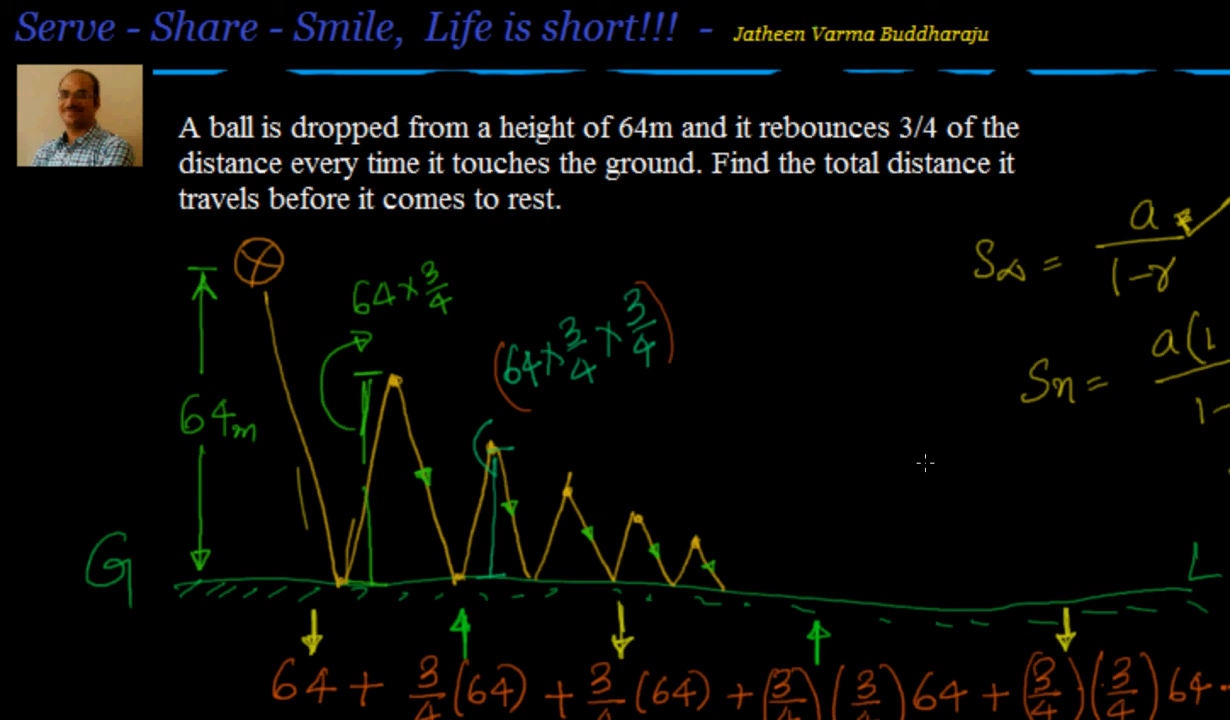 Serve - Share - Smile, Life is short!!! - Jatheen Varma Buddharaju
A ball is dropped from a height of 64m and it rebounces 3/4 of the
distance every time it touches the ground. Find the total distance it
travels before it comes to rest.
S∞ = a/(1-r)
64 × 3/4
(64 × 3/4 × 3/4)
Sn = a(1
1-
64m
G L
64 + 3/4 (64) + 3/4 (64) + (3/4)(3/4) 64 + (3/4)(3/4) 64..